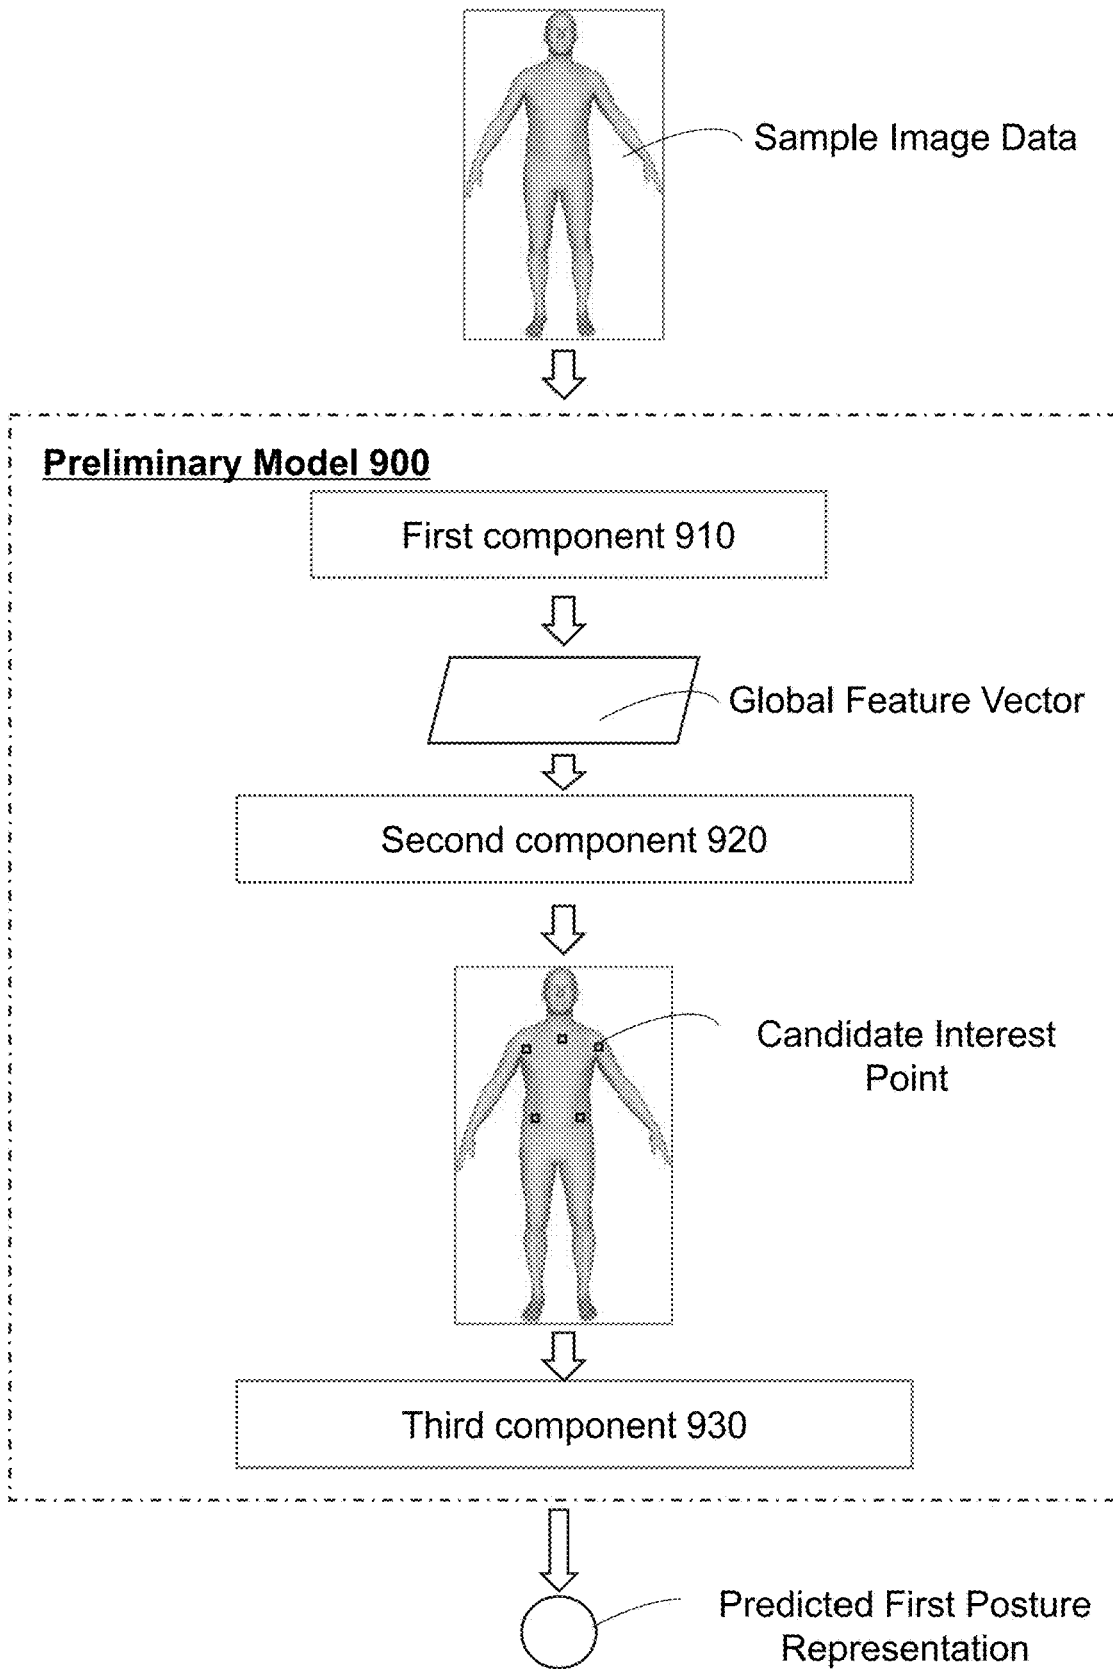 Sample Image Data
Preliminary Model 900
First component 910
Global Feature Vector
Second component 920
Candidate Interest
Point
Third component 930
Predicted First Posture
Representation